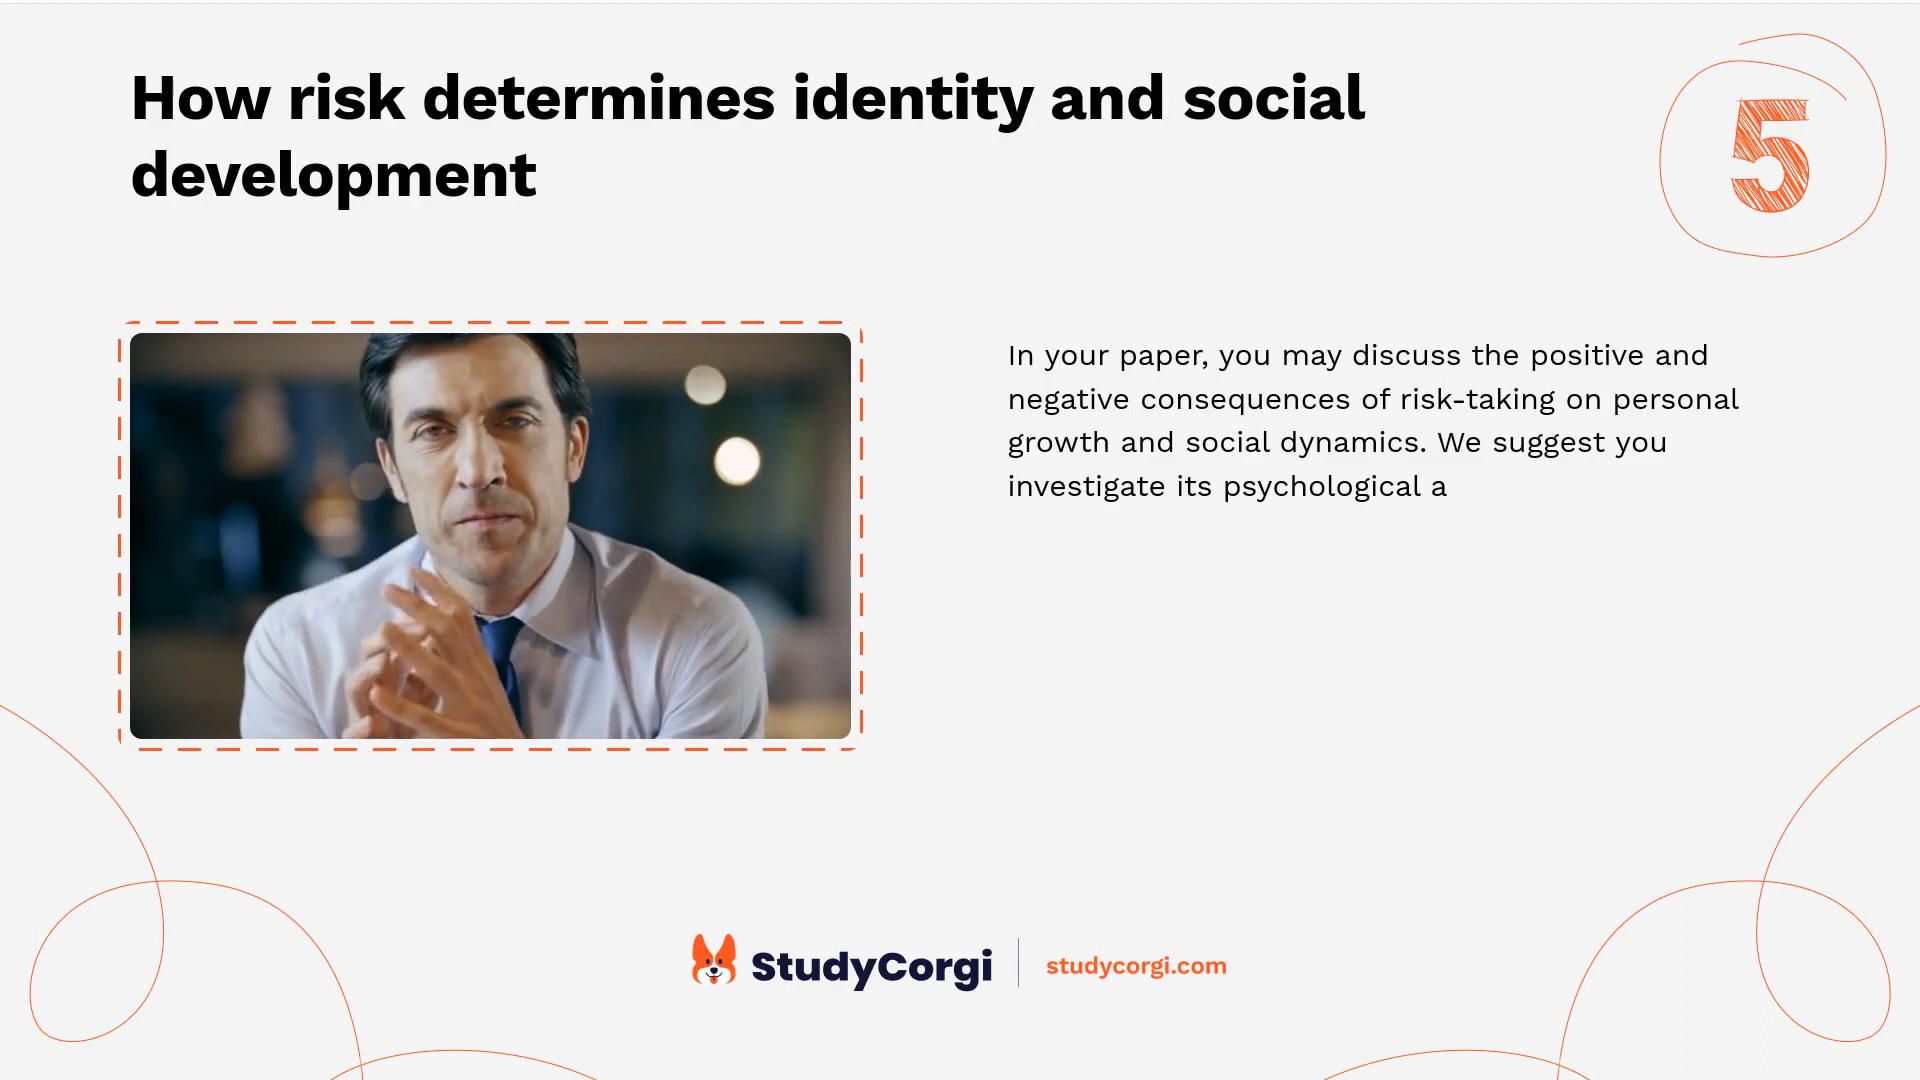 How risk determines identity and social
development
5
In your paper, you may discuss the positive and
negative consequences of risk-taking on personal
growth and social dynamics. We suggest you
investigate its psychological a
StudyCorgi
studycorgi.com